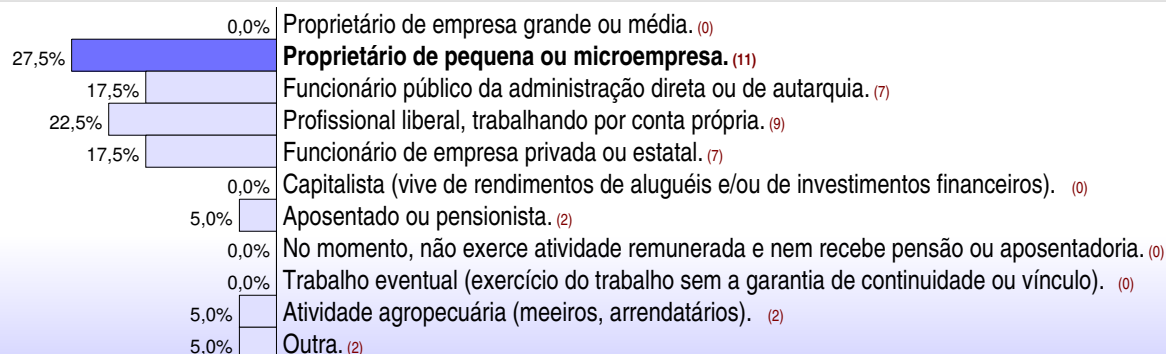 0,0% Proprietário de empresa grande ou média. (0)
27,5% Proprietário de pequena ou microempresa. (11)
17,5% Funcionário público da administração direta ou de autarquia. (7)
22,5% Profissional liberal, trabalhando por conta própria. (9)
17,5% Funcionário de empresa privada ou estatal. (7)
0,0% Capitalista (vive de rendimentos de aluguéis e/ou de investimentos financeiros). (0)
5,0% Aposentado ou pensionista. (2)
0,0% No momento, não exerce atividade remunerada e nem recebe pensão ou aposentadoria. (0)
0,0% Trabalho eventual (exercício do trabalho sem a garantia de continuidade ou vínculo). (0)
5,0% Atividade agropecuária (meeiros, arrendatários). (2)
5,0% Outra. (2)